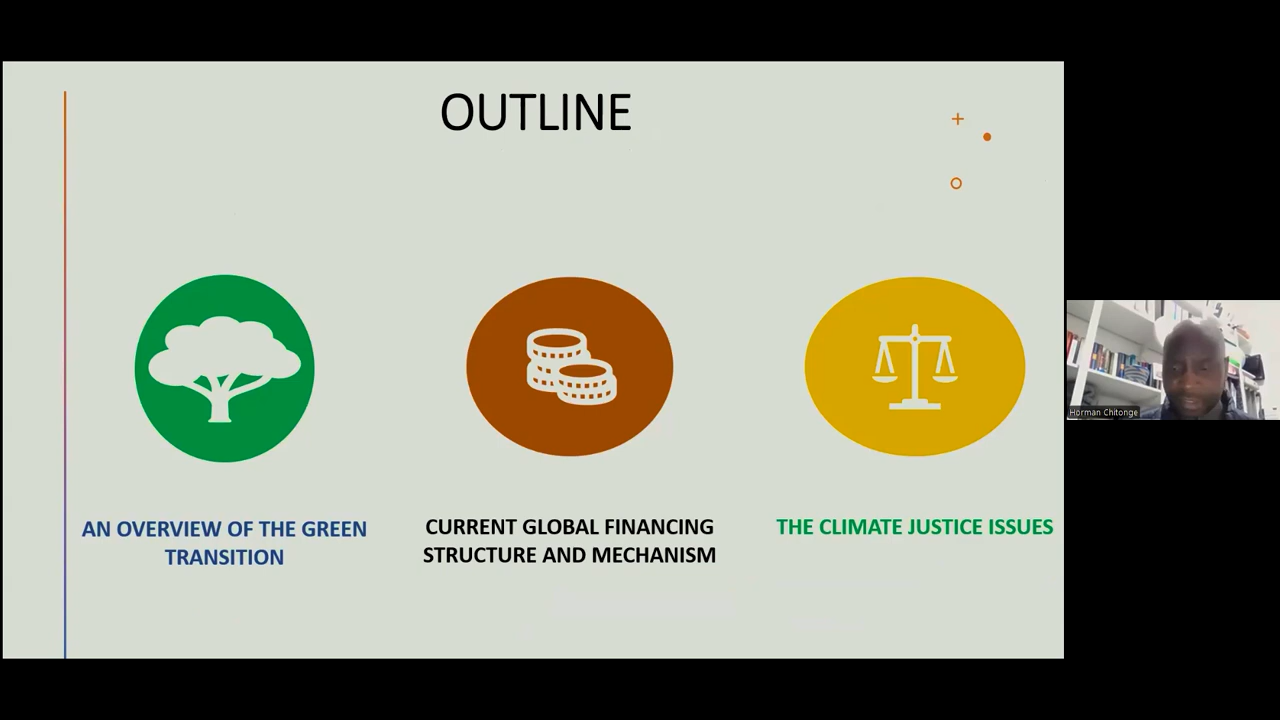 OUTLINE
AN OVERVIEW OF THE GREEN
TRANSITION
CURRENT GLOBAL FINANCING
STRUCTURE AND MECHANISM
THE CLIMATE JUSTICE ISSUES
Horman Chitonge